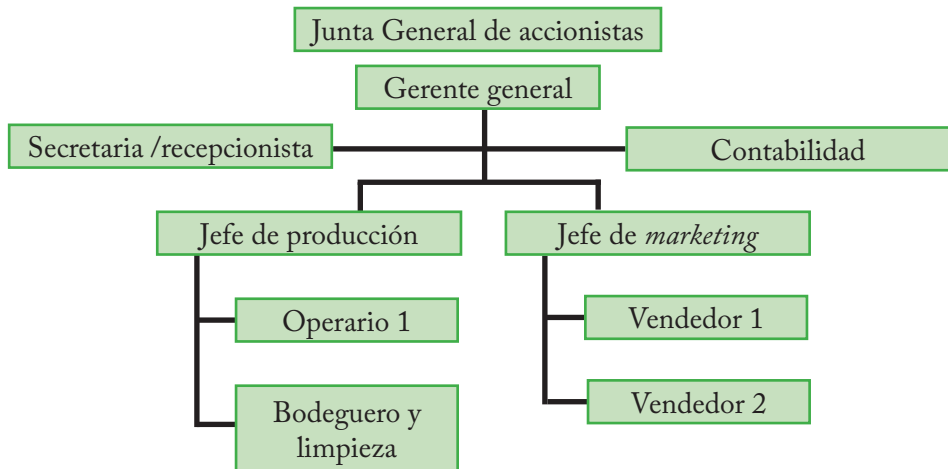 Junta General de accionistas
Gerente general
Secretaria /recepcionista
Contabilidad
Jefe de producción
Jefe de marketing
Operario 1
Vendedor 1
Bodeguero y
limpieza
Vendedor 2